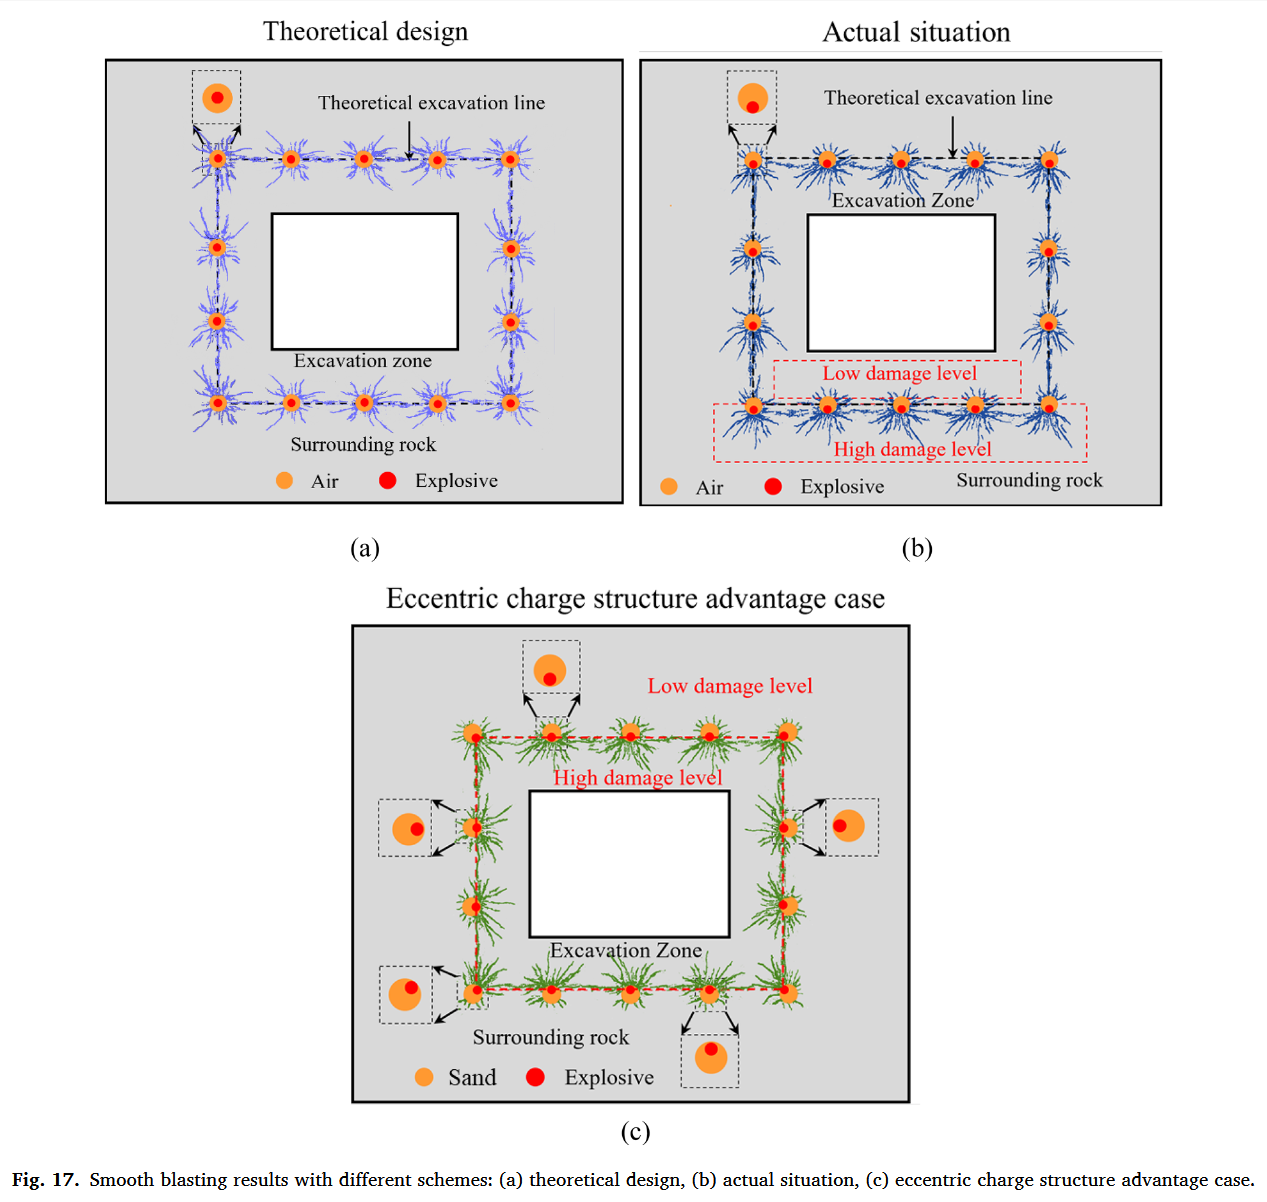 Theoretical design
Theoretical excavation line
Excavation zone
Surrounding rock
Air
Explosive
(a)
Actual situation
Theoretical excavation line
Excavation Zone
Low damage level
High damage level
Surrounding rock
Air
Explosive
(b)
Eccentric charge structure advantage case
Low damage level
High damage level
Excavation Zone
Surrounding rock
Sand
Explosive
(c)
Fig. 17. Smooth blasting results with different schemes: (a) theoretical design, (b) actual situation, (c) eccentric charge structure advantage case.